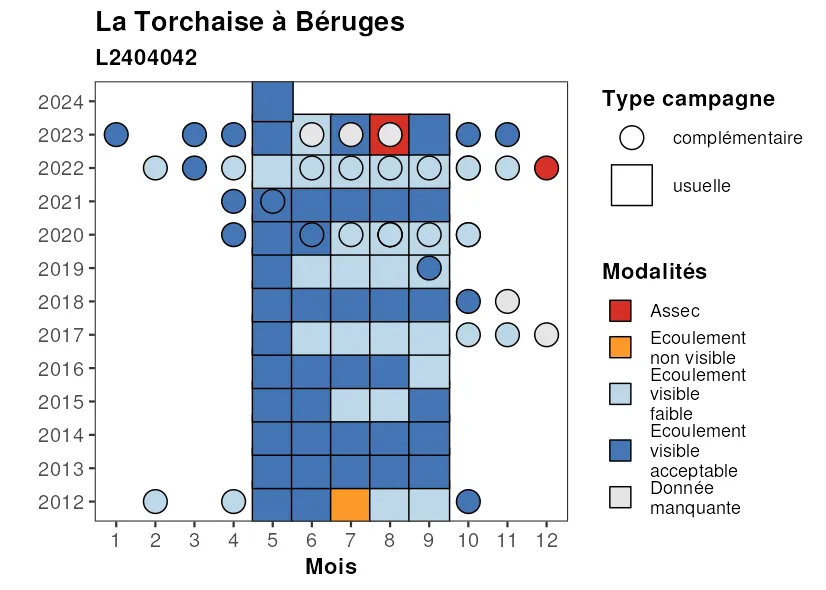 La Torchaise à Béruges
L2404042
2024
2023
2022
2021
2020
2019
2018
2017
2016
2015
2014
2013
2012
1 2 3 4 5 6 7 8 9 10 11 12
Mois
Type campagne
complémentaire
usuelle
Modalités
Assec
Ecoulement
non visible
Ecoulement
visible
faible
Ecoulement
visible
acceptable
Donnée
manquante